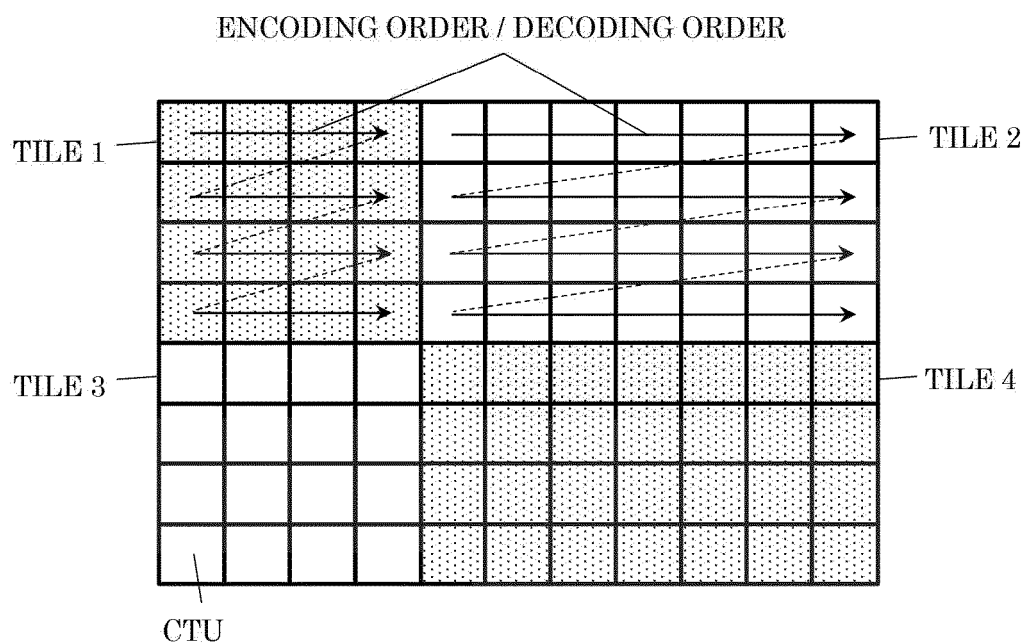 ENCODING ORDER / DECODING ORDER
TILE 1
TILE 2
TILE 3
TILE 4
CTU